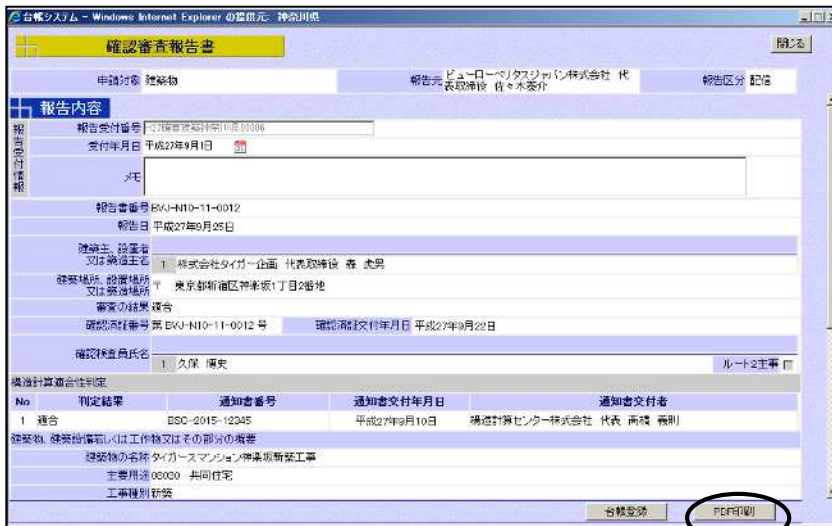 台帳システム - Windows Internet Explorer の提供元: 神奈川県
確認審査報告書
閉じる
申請対象 建築物
報告元 ビューローベリタスジャパン株式会社 代表取締役 佐々木奏介
報告区分 配信
報告内容
報告受付情報
報告受付番号
受付年月日 平成27年9月1日
メモ
報告書番号 BVJ-N10-11-0012
報告日 平成27年9月25日
建築主、設置者
又は築造主名
1 株式会社タイガー企画 代表取締役 森 虎男
建築場所、設置場所
又は築造場所
〒 東京都新宿区神楽坂1丁目2番地
審査の結果 適合
確認済証番号 第 BVJ-N10-11-0012 号 確認済証交付年月日 平成27年9月22日
確認検査員氏名
1 久保 博史
ルート2主事
構造計算適合性判定
No 判定結果 通知書番号 通知書交付年月日 通知書交付者
1 適合 BSC-2015-12345 平成27年9月10日 構造計算センター株式会社 代表 高橋 義則
建築物、建築設備若しくは工作物又はその部分の概要
建築物の名称 タイガースマンション神楽坂新築工事
主要用途 08030 共同住宅
工事種別 新築
台帳登録
PDF印刷